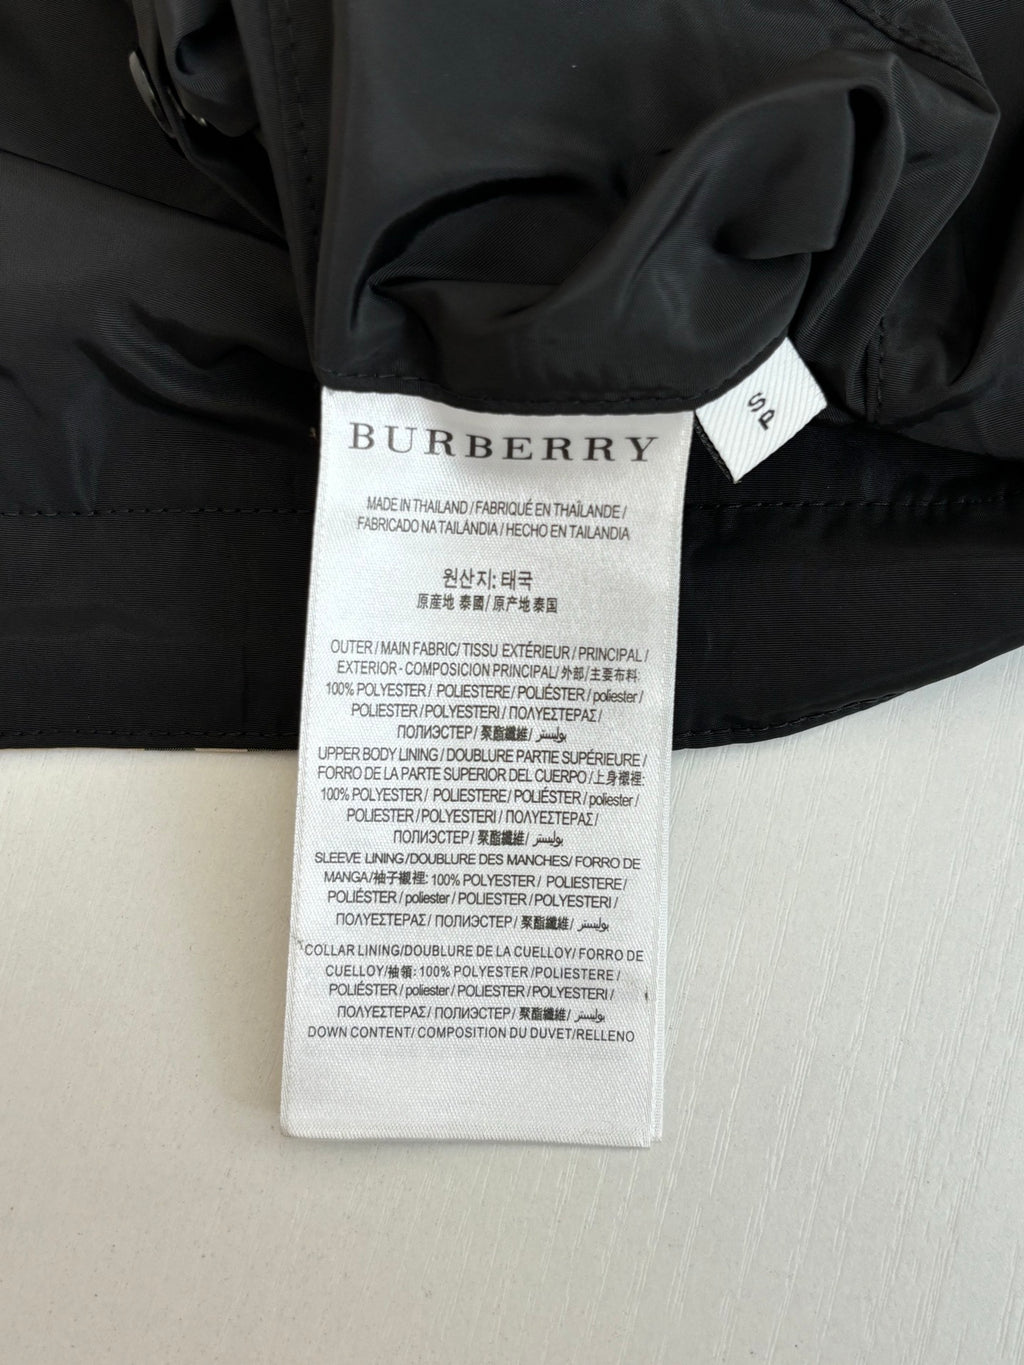 BURBERRY
SP
MADE IN THAILAND / FABRIQUÉ EN THAÏLANDE /
FABRICADO NA TAILÂNDIA / HECHO EN TAILANDIA
원산지: 태국
原産地 泰國/ 原产地 泰国
OUTER / MAIN FABRIC/ TISSU EXTÉRIEUR / PRINCIPAL /
EXTERIOR - COMPOSICION PRINCIPAL/ 外部/主要布料:
100% POLYESTER / POLIESTERE/ POLIÉSTER / poliester /
POLIESTER /POLYESTERI / ΠΟΛΥΕΣΤΕΡΑΣ /
ПОЛИЭСТЕР / 聚酯纖維/ بوليستر
UPPER BODY LINING / DOUBLURE PARTIE SUPÉRIEURE /
FORRO DE LA PARTE SUPERIOR DEL CUERPO /上身襯裡:
100% POLYESTER / POLIESTERE/ POLIÉSTER / poliester /
POLIESTER /POLYESTERI / ΠΟΛΥΕΣΤΕΡΑΣ /
ПОЛИЭСТЕР / 聚酯纖維/ بوليستر
SLEEVE LINING /DOUBLURE DES MANCHES/ FORRO DE
MANGA/袖子襯裡: 100% POLYESTER / POLIESTERE /
POLIÉSTER / poliester / POLIESTER / POLYESTERI /
ΠΟΛΥΕΣΤΕΡΑΣ / ПОЛИЭСТЕР / 聚酯纖維/ بوليستر
COLLAR LINING/DOUBLURE DE LA CUELLOY/ FORRO DE
CUELLOY/袖領: 100% POLYESTER /POLIESTERE /
POLIÉSTER / poliester / POLIESTER / POLYESTERI /
ΠΟΛΥΕΣΤΕΡΑΣ / ПОЛИЭСТЕР / 聚酯纖維/ بوليستر
DOWN CONTENT/ COMPOSITION DU DUVET/RELLENO